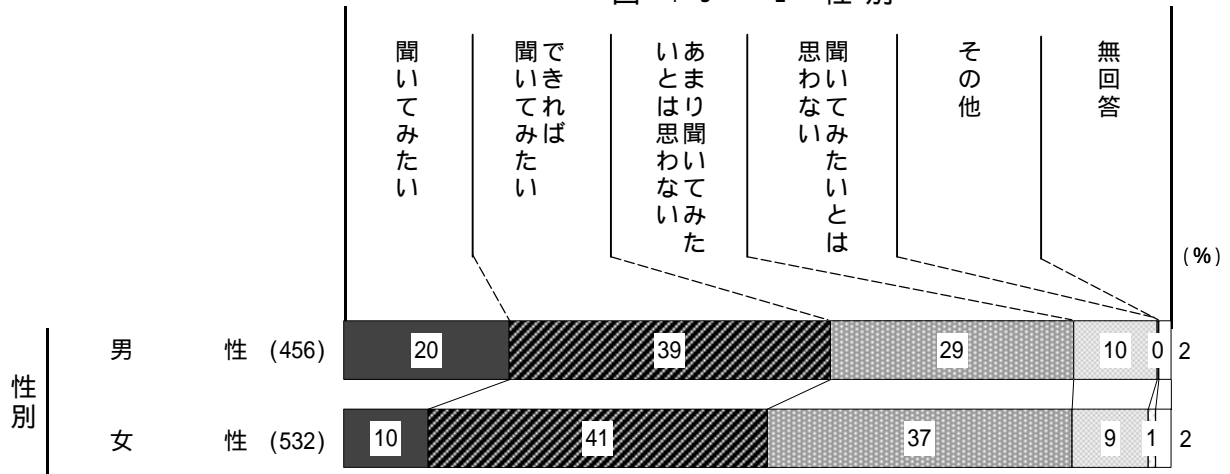 性別
聞いてみたい
できれば
聞いてみたい
あまり聞いてみた
いとは思わない
聞いてみたいとは
思わない
その他
無回答
(%)
性別
男 性 (456) 20 39 29 10 0 2
女 性 (532) 10 41 37 9 1 2